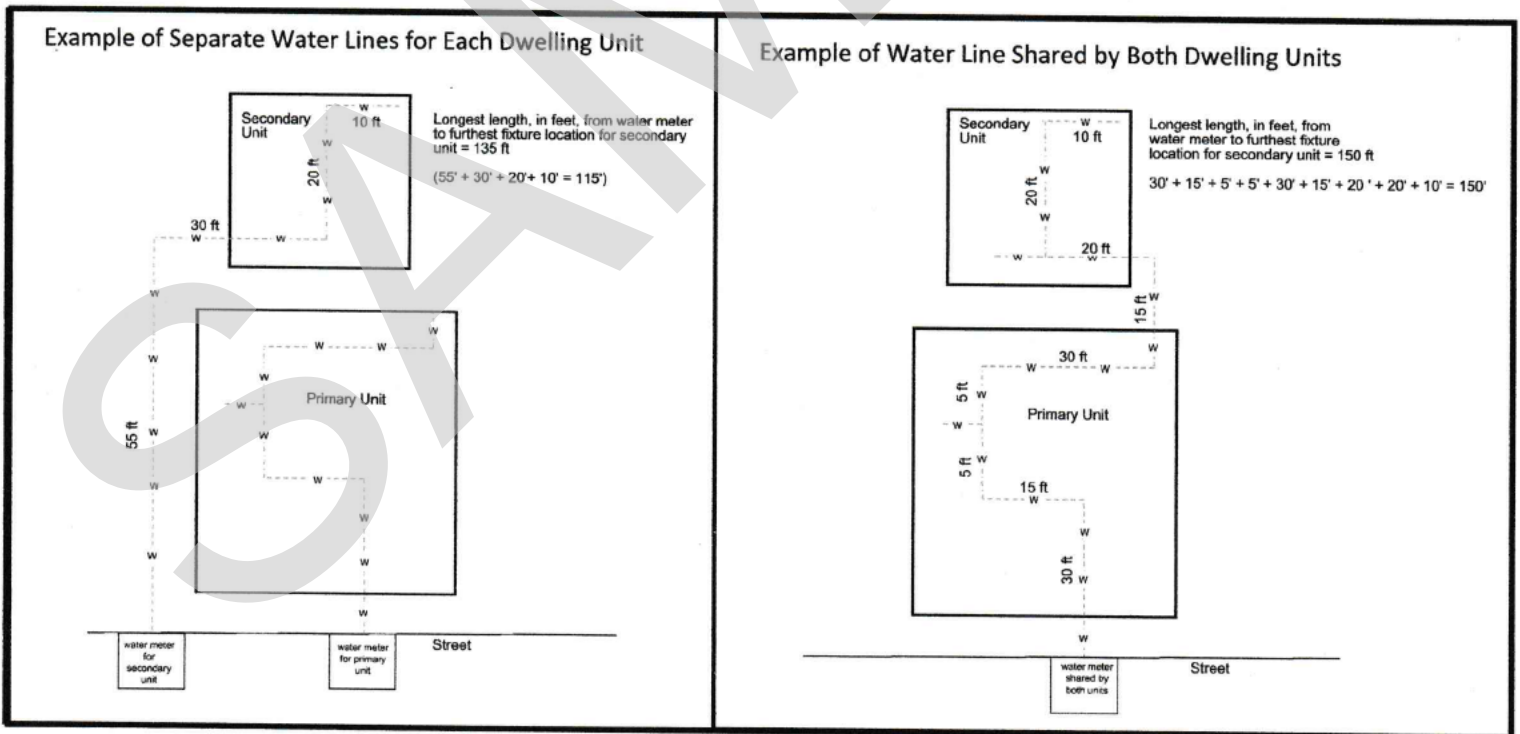 Example of Separate Water Lines for Each Dwelling Unit
Secondary
Unit
w
10 ft
w
20 ft
w
30 ft
w
w
Longest length, in feet, from water meter
to furthest fixture location for secondary
unit = 135 ft
(55' + 30' + 20'+ 10' = 115')
w
w
55 ft
w
w
w
w
w
w
w
Primary Unit
w
w
w
w
w
w
water meter
for
secondary
unit
water meter
for primary
unit
Street
Example of Water Line Shared by Both Dwelling Units
Secondary
Unit
w
10 ft
w
20 ft
w
20 ft
w
w
Longest length, in feet, from
water meter to furthest fixture
location for secondary unit = 150 ft
30' + 15' + 5' + 5' + 30' + 15' + 20 ' + 20' + 10' = 150'
15 ft
w
w
30 ft
w
w
5 ft
w
Primary Unit
w
5 ft
w
15 ft
w
w
30 ft
w
w
water meter
shared by
both units
Street